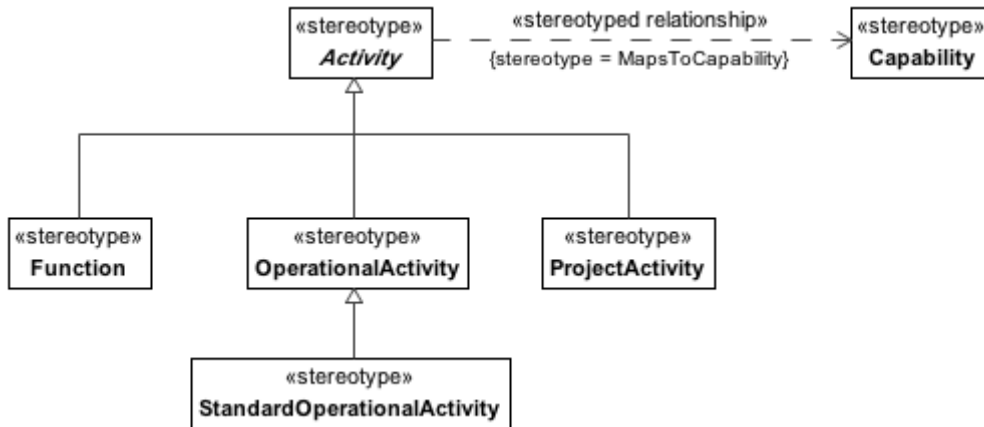 «stereotype»
Activity
«stereotyped relationship»
{stereotype = MapsToCapability}
«stereotype»
Capability
«stereotype»
Function
«stereotype»
OperationalActivity
«stereotype»
ProjectActivity
«stereotype»
StandardOperationalActivity